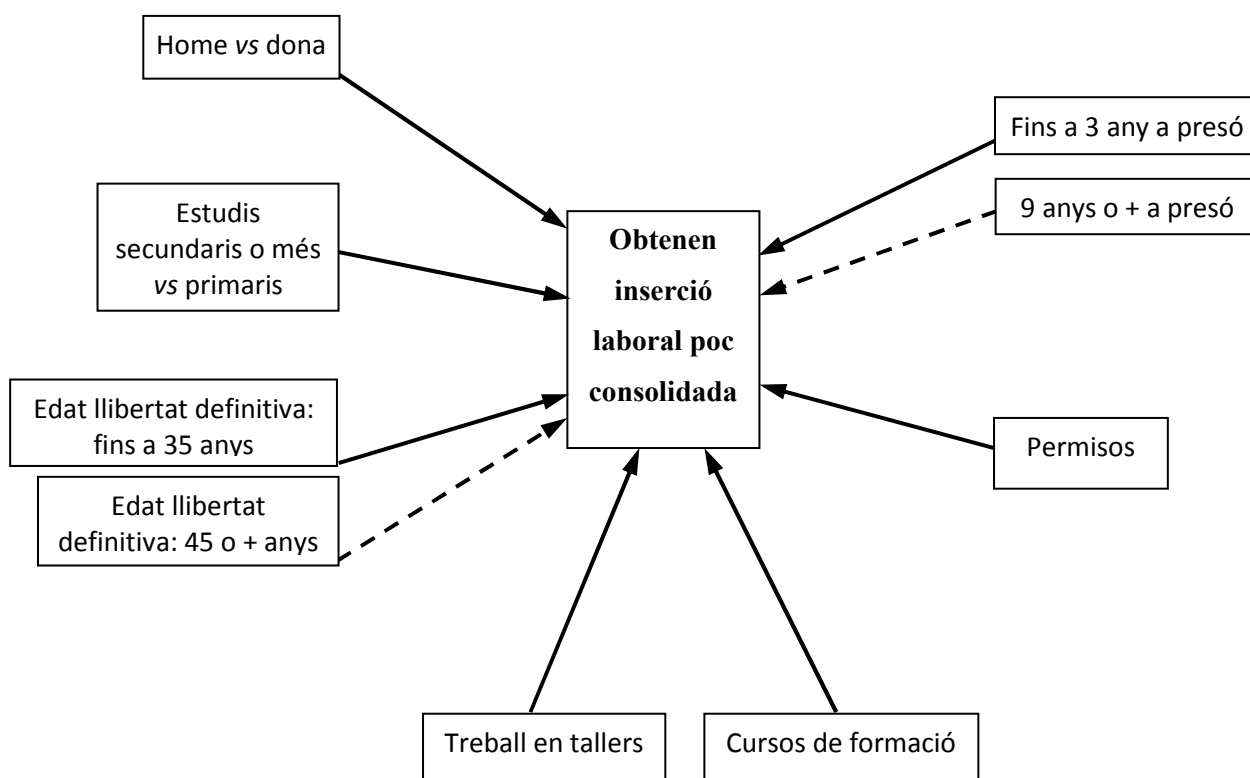 Home vs dona
Fins a 3 any a presó
9 anys o + a presó
Estudis
secundaris o més
vs primaris
Obtenen
inserció
laboral poc
consolidada
Edat llibertat definitiva:
fins a 35 anys
Edat llibertat
definitiva: 45 o + anys
Permisos
Treball en tallers
Cursos de formació